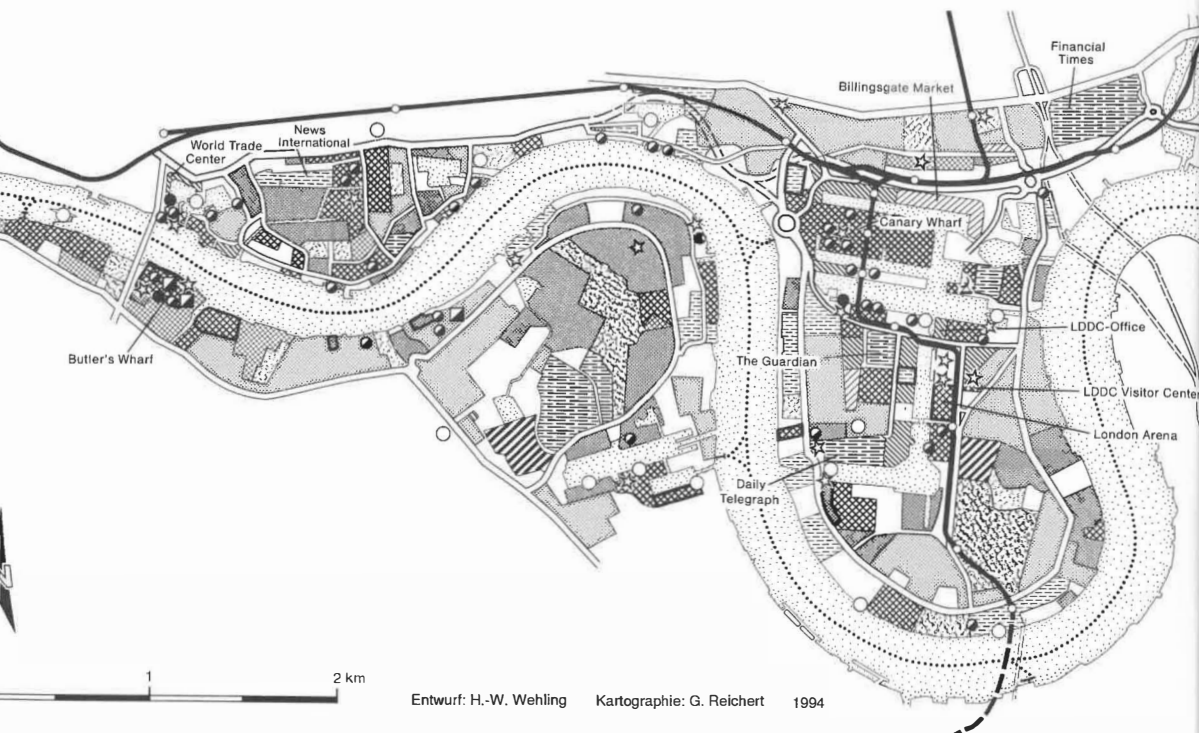 Financial
Times
Billingsgate Market
News
International
World Trade
Center
Canary Wharf
LDDC-Office
Butler's Wharf
The Guardian
LDDC Visitor Center
London Arena
Daily
Telegraph
1
2 km
Entwurf: H.-W. Wehling Kartographie: G. Reichert 1994